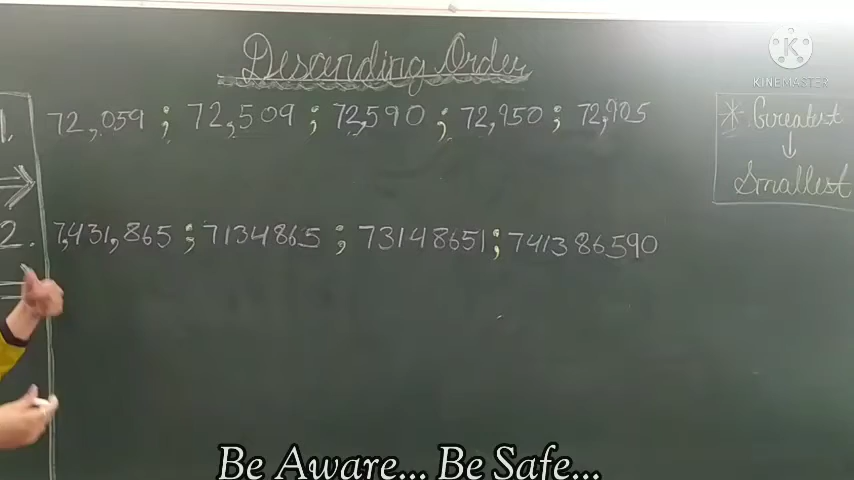 Descending Order
KINEMASTER
1. 72,059 ; 72,509 ; 72,590 ; 72,950 ; 72,905
* Greatest
↓
Smallest
2. 7,431,865 ; 7134865 ; 73148651 ; 741386590
Be Aware... Be Safe...